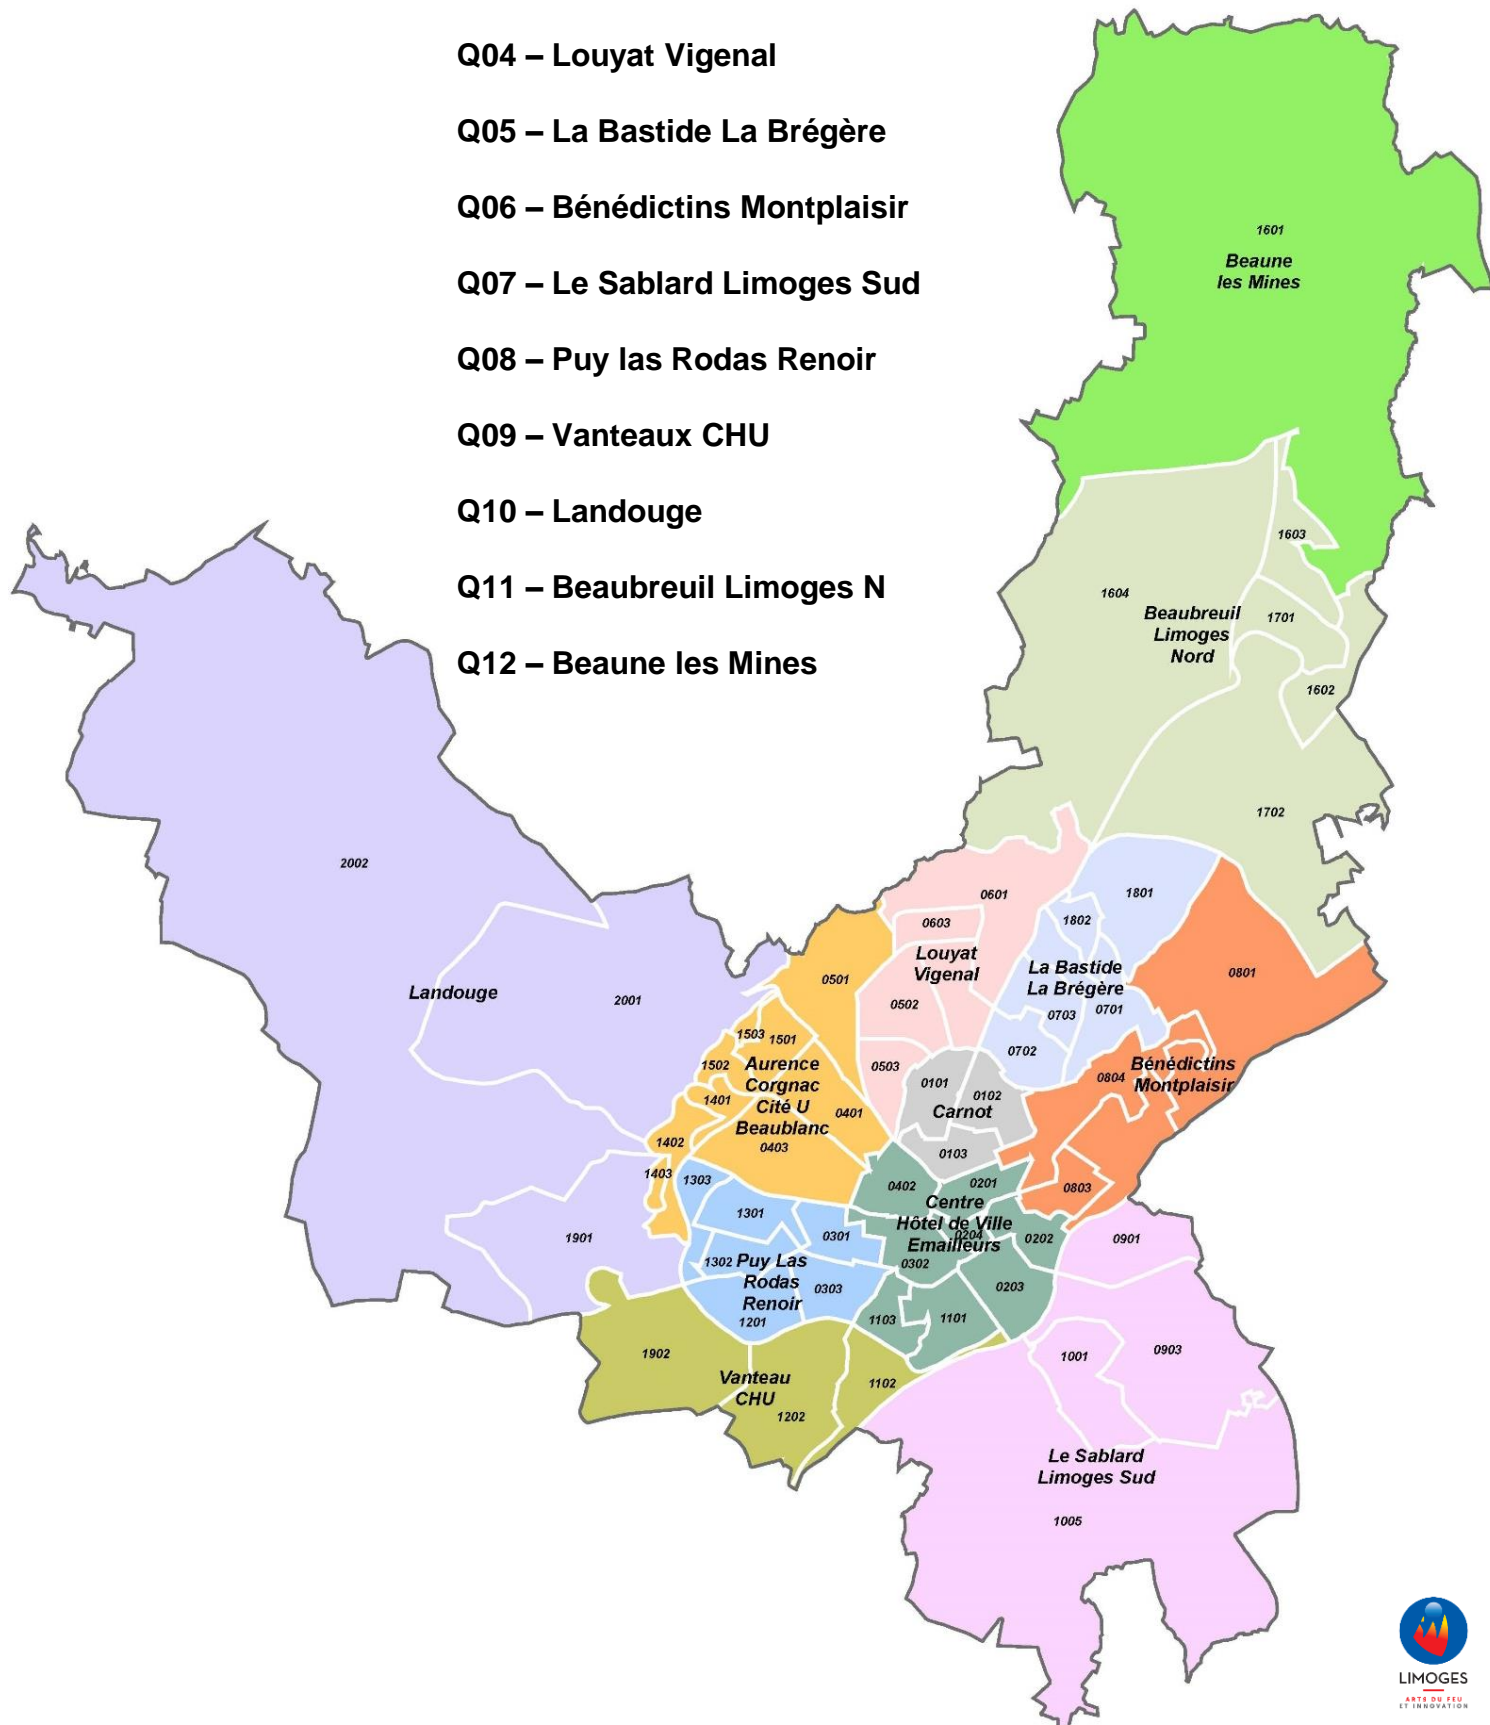 Q04 – Louyat Vigenal
Q05 – La Bastide La Brégère
Q06 – Bénédictins Montplaisir
Q07 – Le Sablard Limoges Sud
Q08 – Puy las Rodas Renoir
Q09 – Vanteaux CHU
Q10 – Landouge
Q11 – Beaubreuil Limoges N
Q12 – Beaune les Mines
1601
Beaune
les Mines
1603
1604
Beaubreuil
Limoges
Nord
1701
1602
1702
2002
Landouge
2001
0601
0603
Louyat
Vigenal
0502
0503
1801
1802
La Bastide
La Brégère
0703
0701
0702
0801
Bénédictins
Montplaisir
0804
0803
0501
1503
1501
1502
Aurence
Corgnac
Cité U
Beaublanc
1401
0401
0403
1402
1403
0101
0102
Carnot
0103
0402
0201
Centre
Hôtel de Ville
Emailleurs
0204
0202
0302
0203
1103
1101
1303
1301
0301
1302
Puy Las
Rodas
Renoir
0303
1201
1901
1902
Vanteau
CHU
1202
1102
0901
0903
1001
Le Sablard
Limoges Sud
1005
LIMOGES
ARTS DU FEU
ET INNOVATION